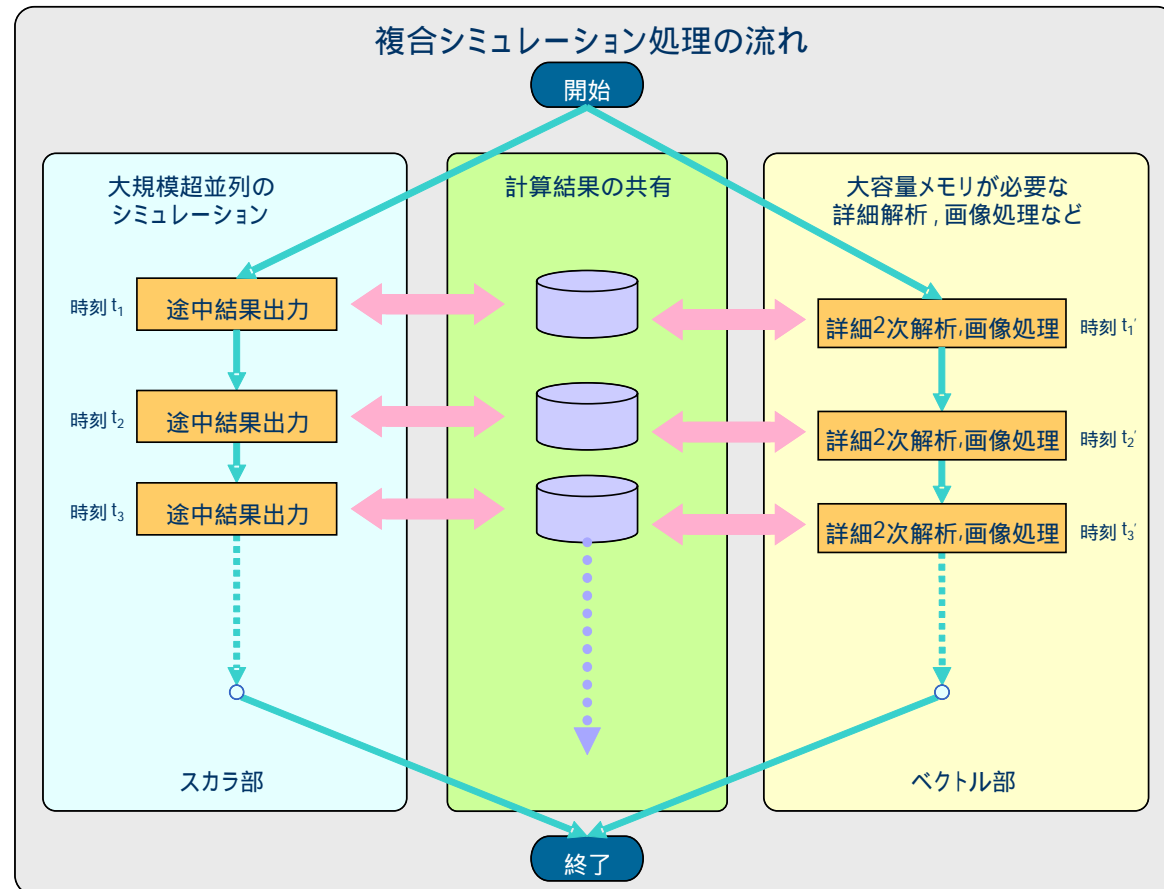 複合シミュレーション処理の流れ
開始
大規模超並列の
シミュレーション
計算結果の共有
大容量メモリが必要な
詳細解析,画像処理など
時刻 t₁
途中結果出力
詳細2次解析,画像処理
時刻 t₁'
時刻 t₂
途中結果出力
詳細2次解析,画像処理
時刻 t₂'
時刻 t₃
途中結果出力
詳細2次解析,画像処理
時刻 t₃'
スカラ部
ベクトル部
終了